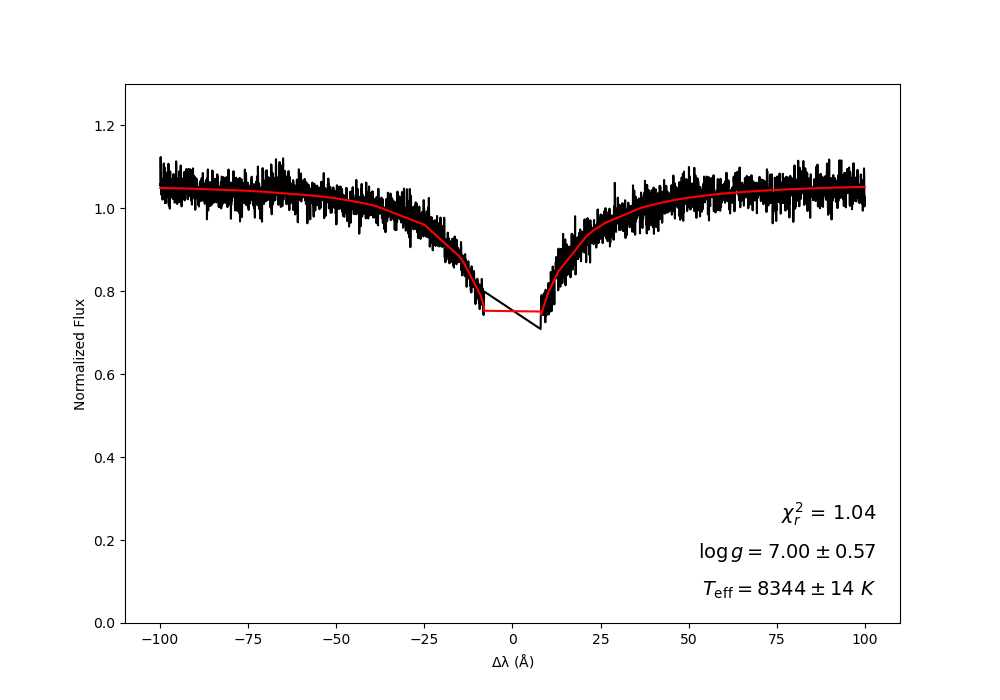 1.2
1.0
0.8
0.6
0.4
0.2
0.0
Normalized Flux
χ²ᵣ = 1.04
log g = 7.00 ± 0.57
T_eff = 8344 ± 14 K
−100 −75 −50 −25 0 25 50 75 100
Δλ (Å)